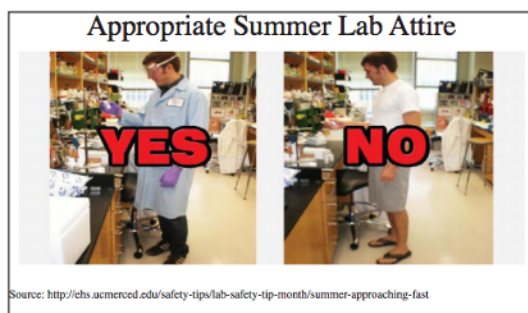 Appropriate Summer Lab Attire
YES
NO
Source: http://ehs.ucmerced.edu/safety-tips/lab-safety-tip-month/summer-approaching-fast